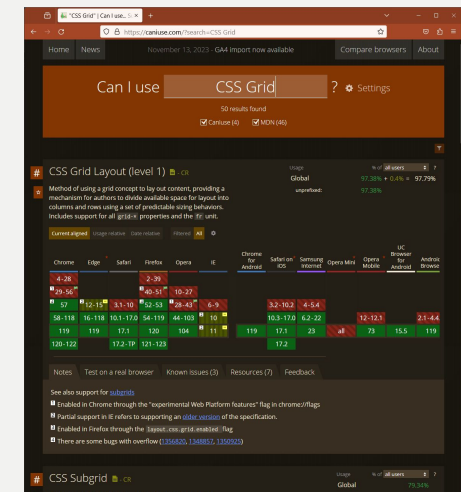 "CSS Grid" | Can I use... S
https://caniuse.com/?search=CSS Grid
Home News November 13, 2023 - GA4 import now available Compare browsers About
Can I use CSS Grid ? Settings
50 results found
Caniuse (4) MDN (46)
# CSS Grid Layout (level 1) - CR
Usage % of all users ?
Global 97.38% + 0.4% = 97.79%
unprefixed: 97.38%
Method of using a grid concept to lay out content, providing a
mechanism for authors to divide available space for layout into
columns and rows using a set of predictable sizing behaviors.
Includes support for all grid-* properties and the fr unit.
Current aligned Usage relative Date relative Filtered All
Chrome Edge Safari Firefox Opera IE Chrome for Android Safari on iOS Samsung Internet Opera Mini Opera Mobile UC Browser for Android Android Browse
4-28 2-39
29-56 40-51 10-27
57 12-15 3.1-10 52-53 28-43 6-9 3.2-10.2 4-5.4
58-118 16-118 10.1-17.0 54-119 44-103 10 10.3-17.0 6.2-22 12-12.1 2.1-4.4
119 119 17.1 120 104 11 119 17.1 23 all 73 15.5 119
120-122 17.2-TP 121-123 17.2
Notes Test on a real browser Known issues (3) Resources (7) Feedback
See also support for subgrids
1 Enabled in Chrome through the "experimental Web Platform features" flag in chrome://flags
2 Partial support in IE refers to supporting an older version of the specification.
3 Enabled in Firefox through the layout.css.grid.enabled flag
4 There are some bugs with overflow (1356820, 1348857, 1350925)
# CSS Subgrid - CR
Usage % of all users ?
Global 79.34%